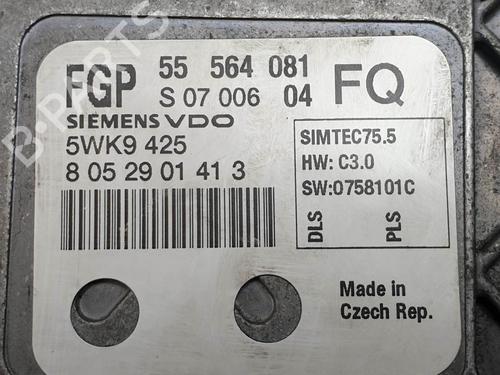 FGP 55 564 081 FQ
S 07 006 04
SIEMENS VDO
5WK9 425
8 05 29 01 41 3
SIMTEC75.5
HW: C3.0
SW:0758101C
DLS PLS
Made in
Czech Rep.
B-PARTS